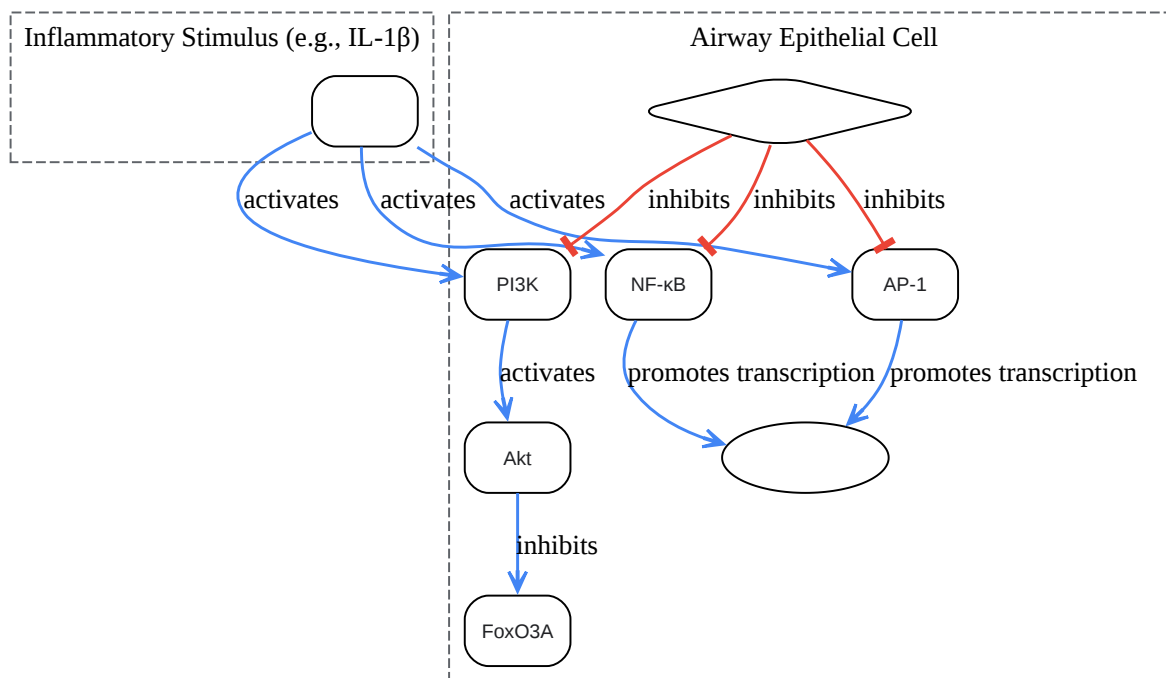 Inflammatory Stimulus (e.g., IL-1β)
Airway Epithelial Cell
activates
activates
activates
inhibits
inhibits
inhibits
PI3K
NF-κB
AP-1
activates
promotes transcription
promotes transcription
Akt
inhibits
FoxO3A